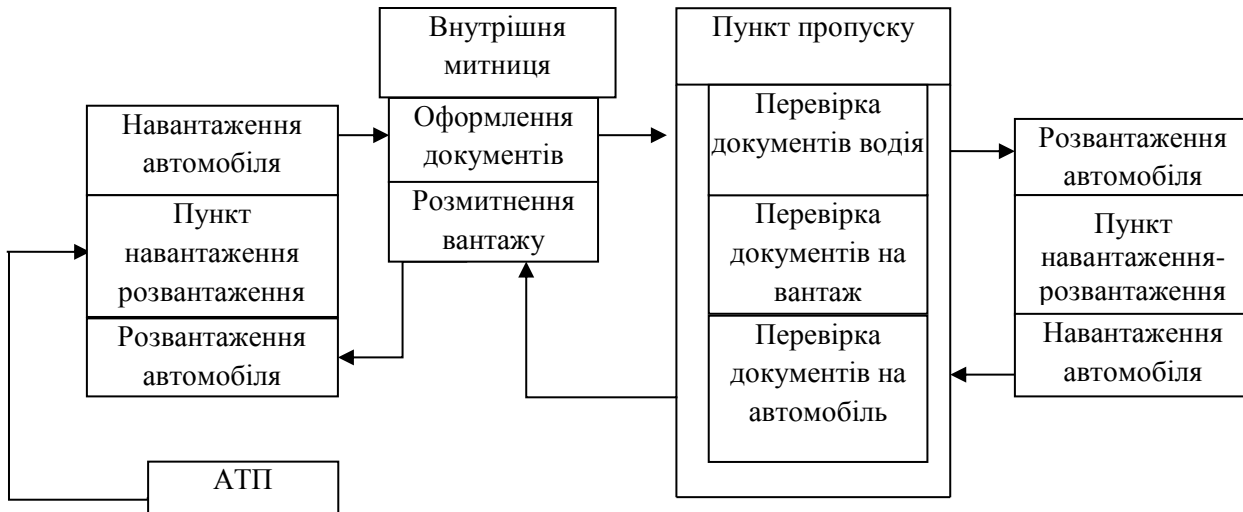 Внутрішня
митниця
Пункт пропуску
Навантаження
автомобіля
Пункт
навантаження
розвантаження
Розвантаження
автомобіля
Оформлення
документів
Розмитнення
вантажу
Перевірка
документів водія
Перевірка
документів на
вантаж
Перевірка
документів на
автомобіль
Розвантаження
автомобіля
Пункт
навантаження-
розвантаження
Навантаження
автомобіля
АТП